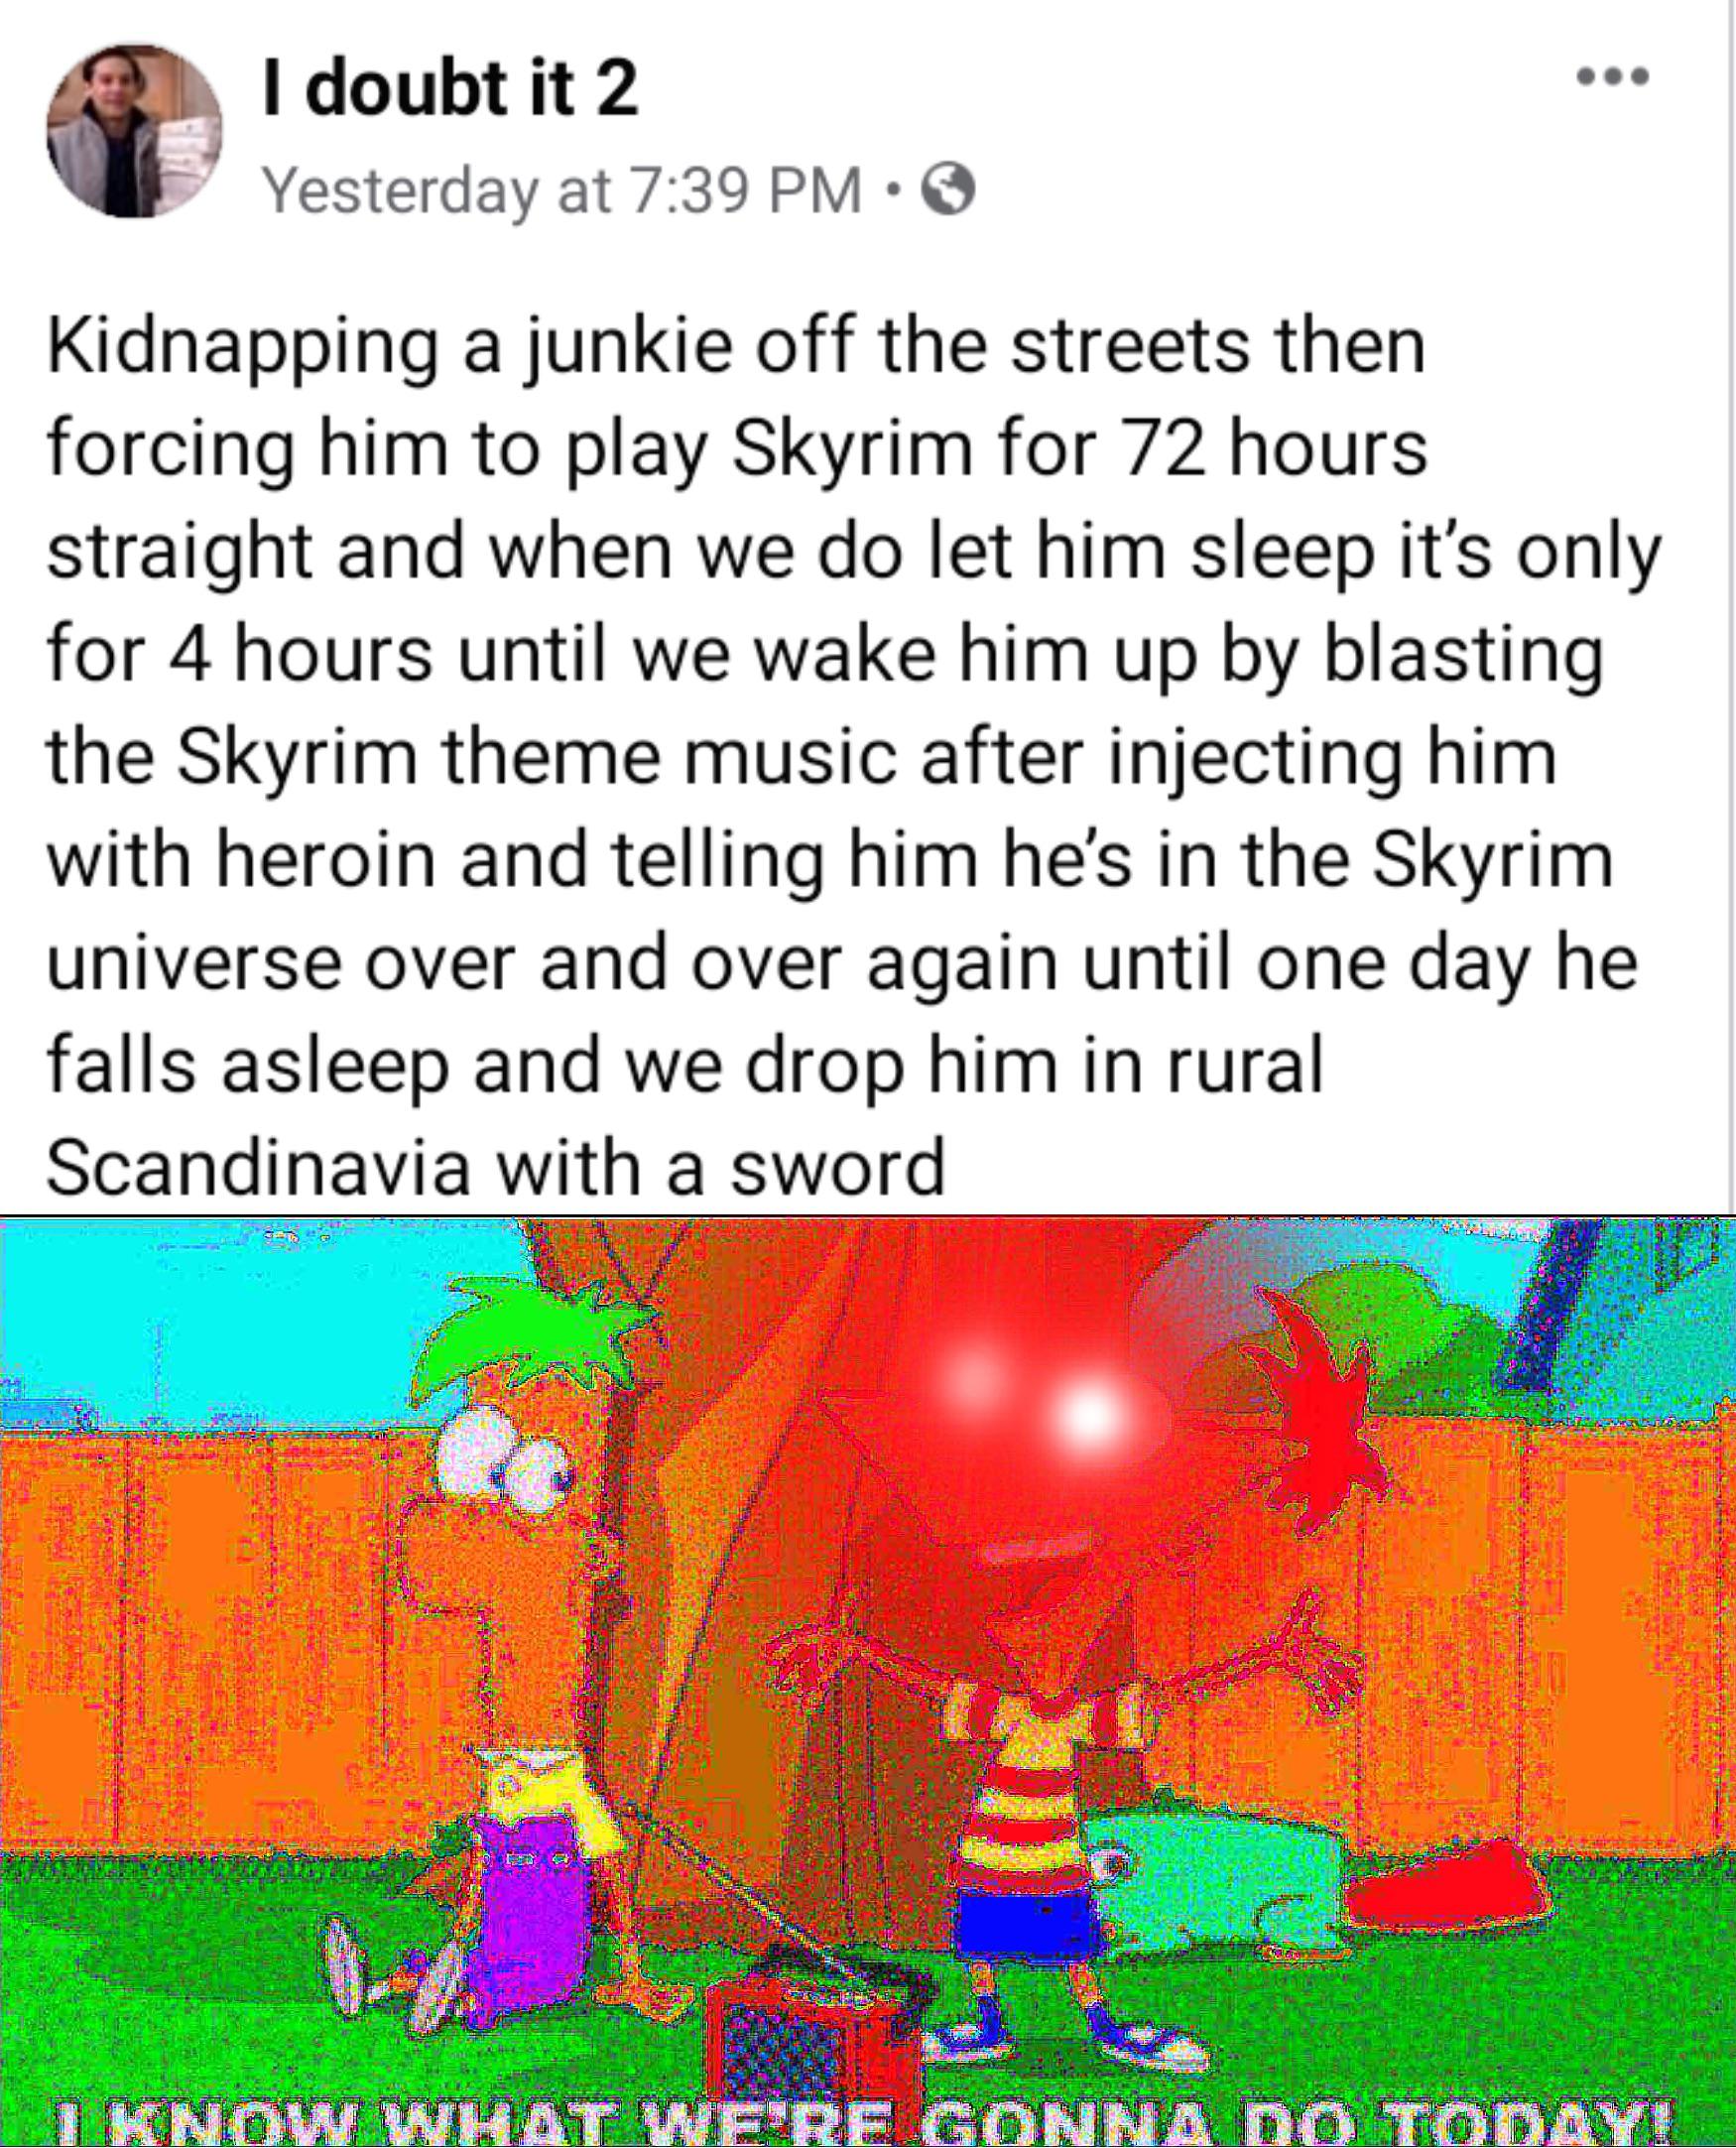 I doubt it 2
Yesterday at 7:39 PM •
Kidnapping a junkie off the streets then
forcing him to play Skyrim for 72 hours
straight and when we do let him sleep it’s only
for 4 hours until we wake him up by blasting
the Skyrim theme music after injecting him
with heroin and telling him he’s in the Skyrim
universe over and over again until one day he
falls asleep and we drop him in rural
Scandinavia with a sword
I KNOW WHAT WE'RE GONNA DO TODAY!